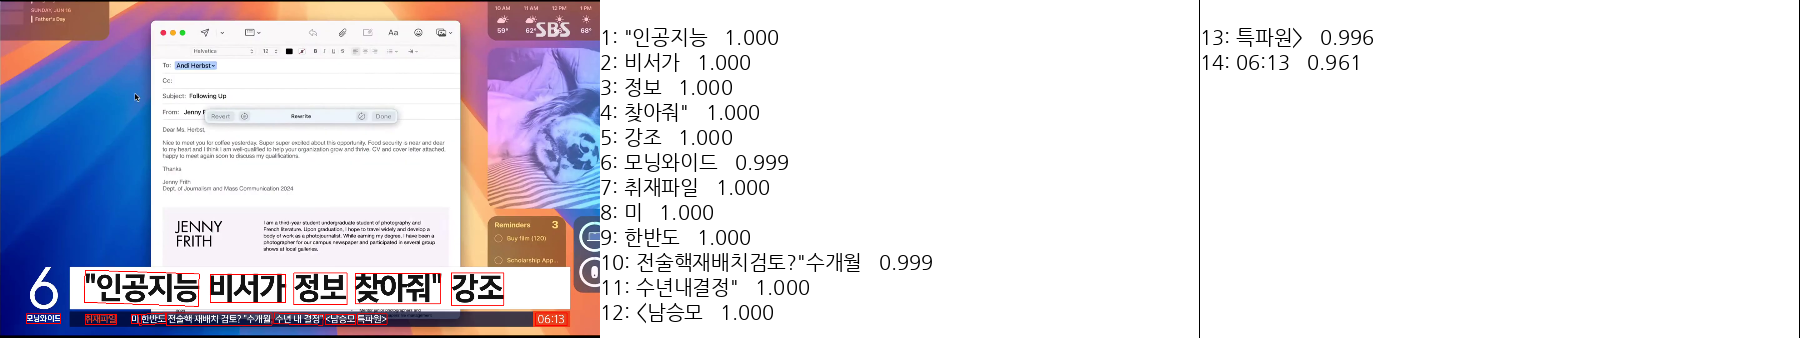 SUNDAY, JUN 16
Father's Day
10 AM 11 AM 12 PM 1 PM
59° 62° 68°
SBS
Helvetica 12 B I U S
Aa
To: Andi Herbst
Cc:
Subject: Following Up
From: Jenny F
Revert Rewrite Done
Dear Ms. Herbst,
Nice to meet you for coffee yesterday. Super super excited about this opportunity. Food security is near and dear
to my heart and I think I am well-qualified to help your organization grow and thrive. CV and cover letter attached,
happy to meet again soon to discuss my qualifications.
Thanks
Jenny Frith
Dept. of Journalism and Mass Communication 2024
JENNY
FRITH
I am a third-year student undergraduate student of photography and
French literature. Upon graduation, I hope to travel widely and develop a
body of work as a photojournalist. While earning my degree, I have been a
photographer for our campus newspaper and participated in several group
shows at local galleries.
Reminders 3
Buy film (120)
Scholarship App...
6
모닝와이드
"인공지능 비서가 정보 찾아줘" 강조
취재파일 미 한반도 전술핵 재배치 검토? "수개월, 수년 내 결정" <남승모 특파원>
06:13
1: "인공지능 1.000
2: 비서가 1.000
3: 정보 1.000
4: 찾아줘" 1.000
5: 강조 1.000
6: 모닝와이드 0.999
7: 취재파일 1.000
8: 미 1.000
9: 한반도 1.000
10: 전술핵재배치검토?"수개월 0.999
11: 수년내결정" 1.000
12: 〈남승모 1.000
13: 특파원〉 0.996
14: 06:13 0.961